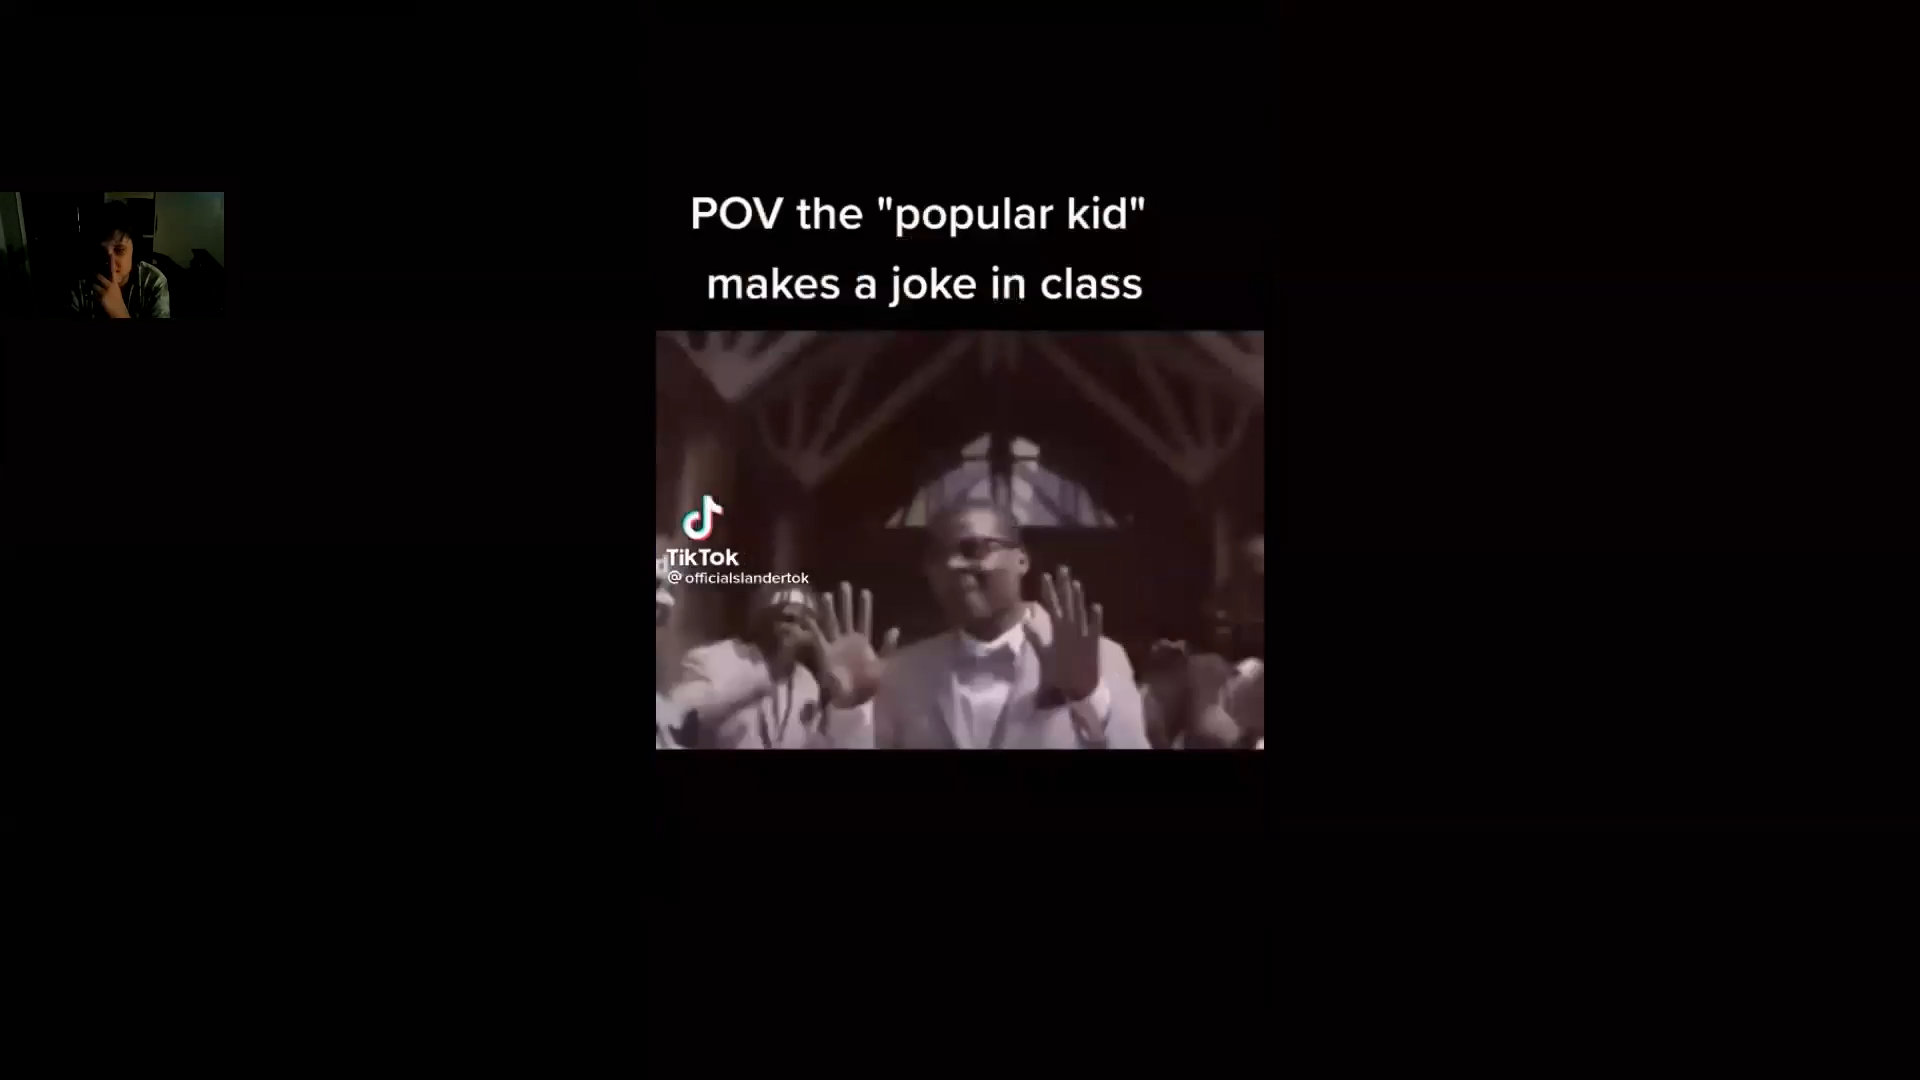 POV the "popular kid"
makes a joke in class
TikTok
@officialslandertok